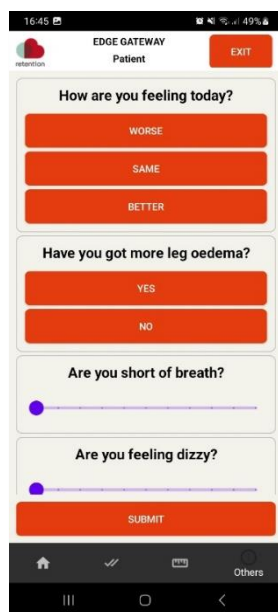 16:45
49%
EDGE GATEWAY
Patient
EXIT
retention
How are you feeling today?
WORSE
SAME
BETTER
Have you got more leg oedema?
YES
NO
Are you short of breath?
Are you feeling dizzy?
SUBMIT
Others